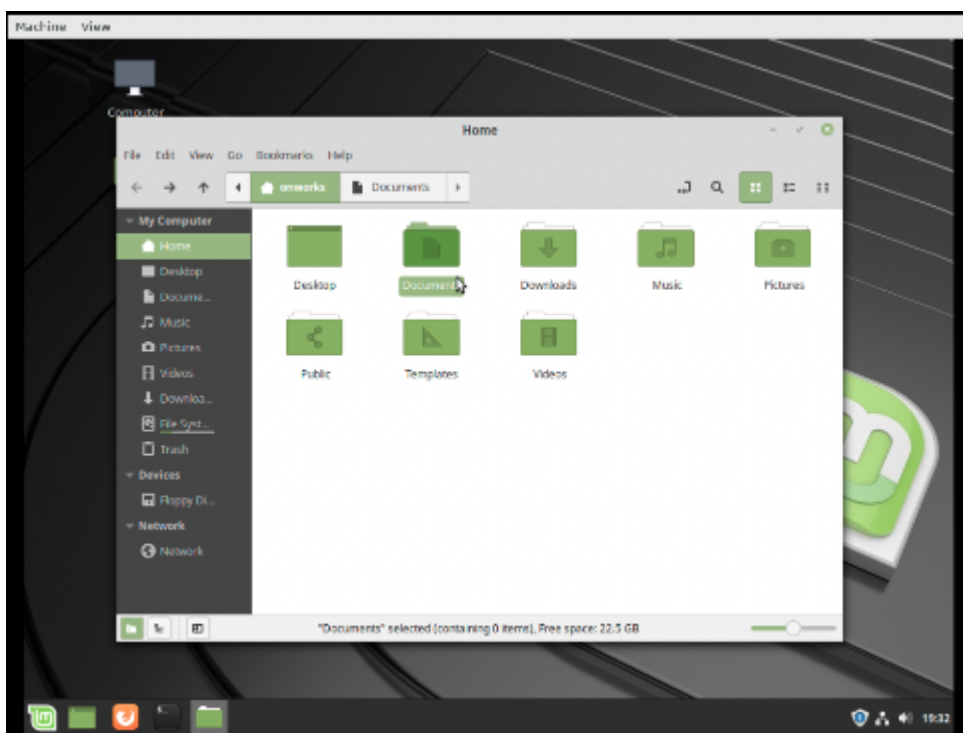 Machine View
Computer
Home
File Edit View Go Bookmarks Help
onworks Documents
My Computer
Home
Desktop
Docume...
Music
Pictures
Videos
Downloa...
File Syst...
Trash
Devices
Floppy Di...
Network
Network
Desktop Documents Downloads Music Pictures
Public Templates Videos
"Documents" selected (containing 0 items), Free space: 22.5 GB
19:32